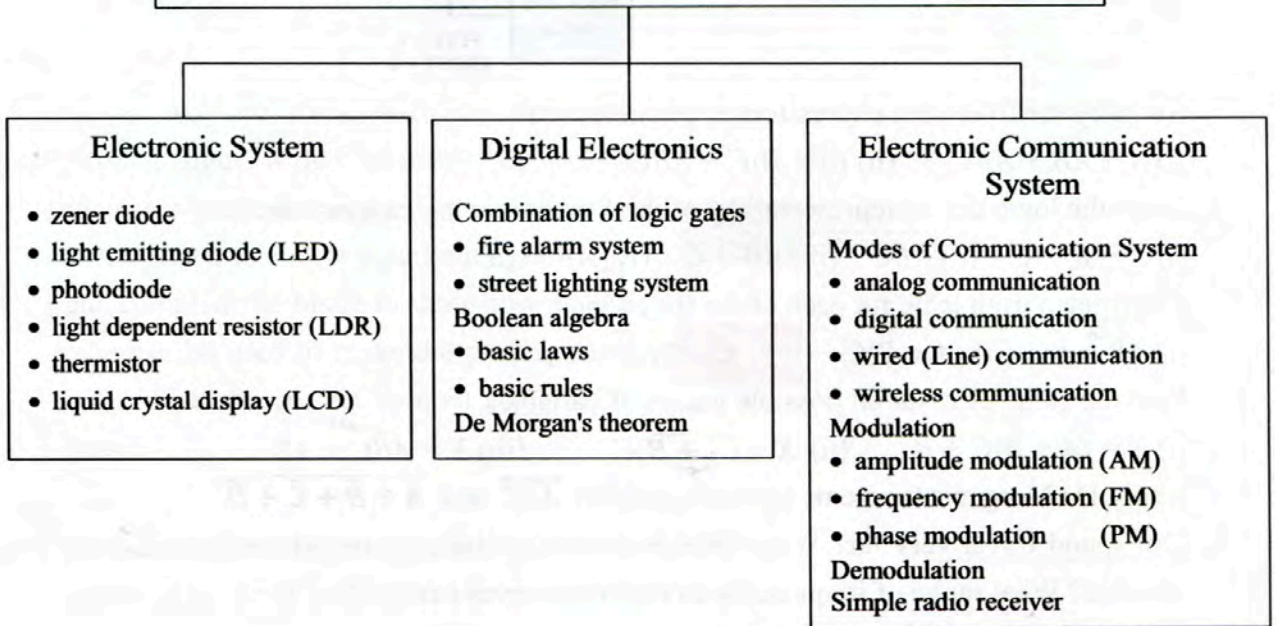 Electronic System
• zener diode
• light emitting diode (LED)
• photodiode
• light dependent resistor (LDR)
• thermistor
• liquid crystal display (LCD)
Digital Electronics
Combination of logic gates
• fire alarm system
• street lighting system
Boolean algebra
• basic laws
• basic rules
De Morgan's theorem
Electronic Communication
System
Modes of Communication System
• analog communication
• digital communication
• wired (Line) communication
• wireless communication
Modulation
• amplitude modulation (AM)
• frequency modulation (FM)
• phase modulation (PM)
Demodulation
Simple radio receiver